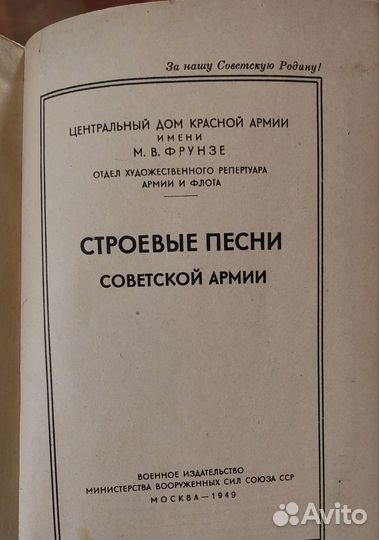 За нашу Советскую Родину!
ЦЕНТРАЛЬНЫЙ ДОМ КРАСНОЙ АРМИИ
ИМЕНИ
М. В. ФРУНЗЕ
ОТДЕЛ ХУДОЖЕСТВЕННОГО РЕПЕРТУАРА
АРМИИ И ФЛОТА
СТРОЕВЫЕ ПЕСНИ
СОВЕТСКОЙ АРМИИ
ВОЕННОЕ ИЗДАТЕЛЬСТВО
МИНИСТЕРСТВА ВООРУЖЕННЫХ СИЛ СОЮЗА ССР
МОСКВА—1949
Avito